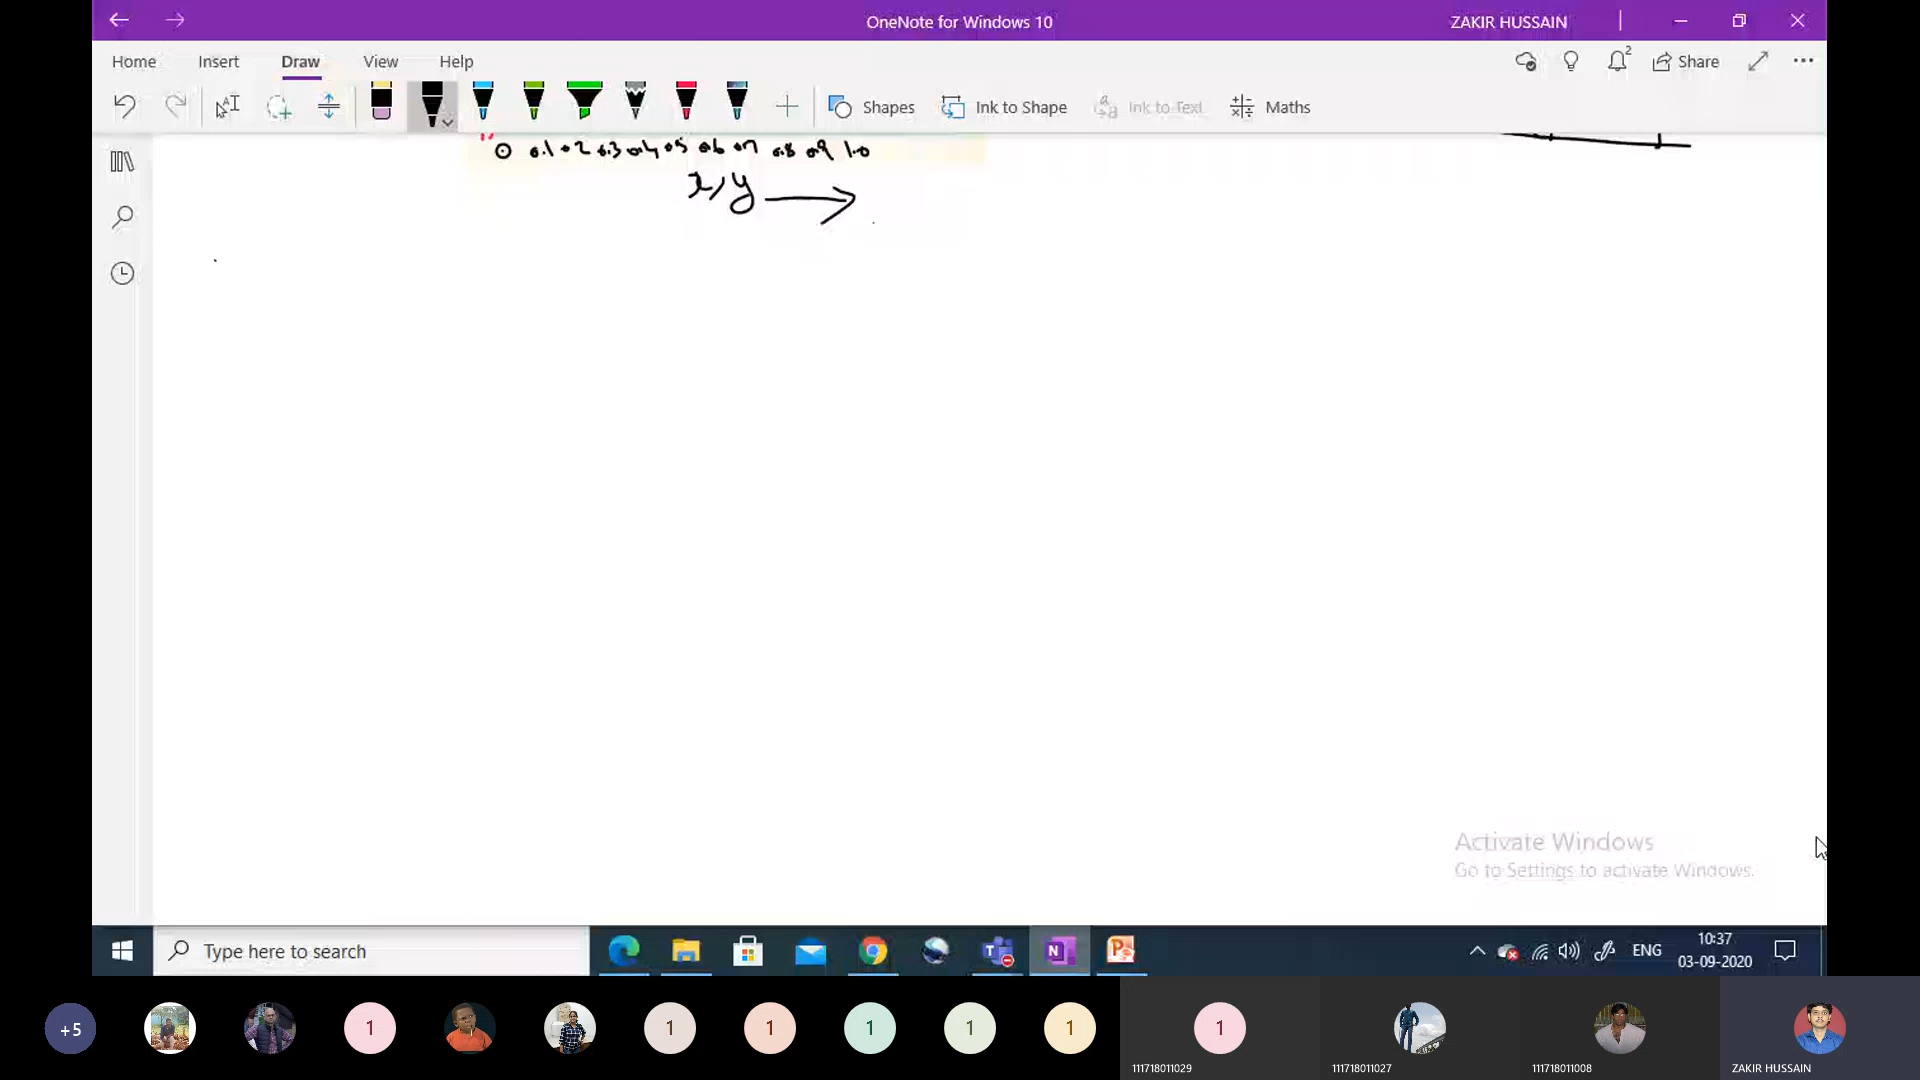 OneNote for Windows 10 ZAKIR HUSSAIN
Home Insert Draw View Help 2 Share
Shapes Ink to Shape Ink to Text Maths
0 0.1 0.2 0.3 0.4 0.5 0.6 0.7 0.8 0.9 1.0
x, y
Activate Windows
Go to Settings to activate Windows.
Type here to search
ENG
10:37
03-09-2020
+5 1 1 1 1 1 1 1
111718011029 111718011027 111718011008 ZAKIR HUSSAIN